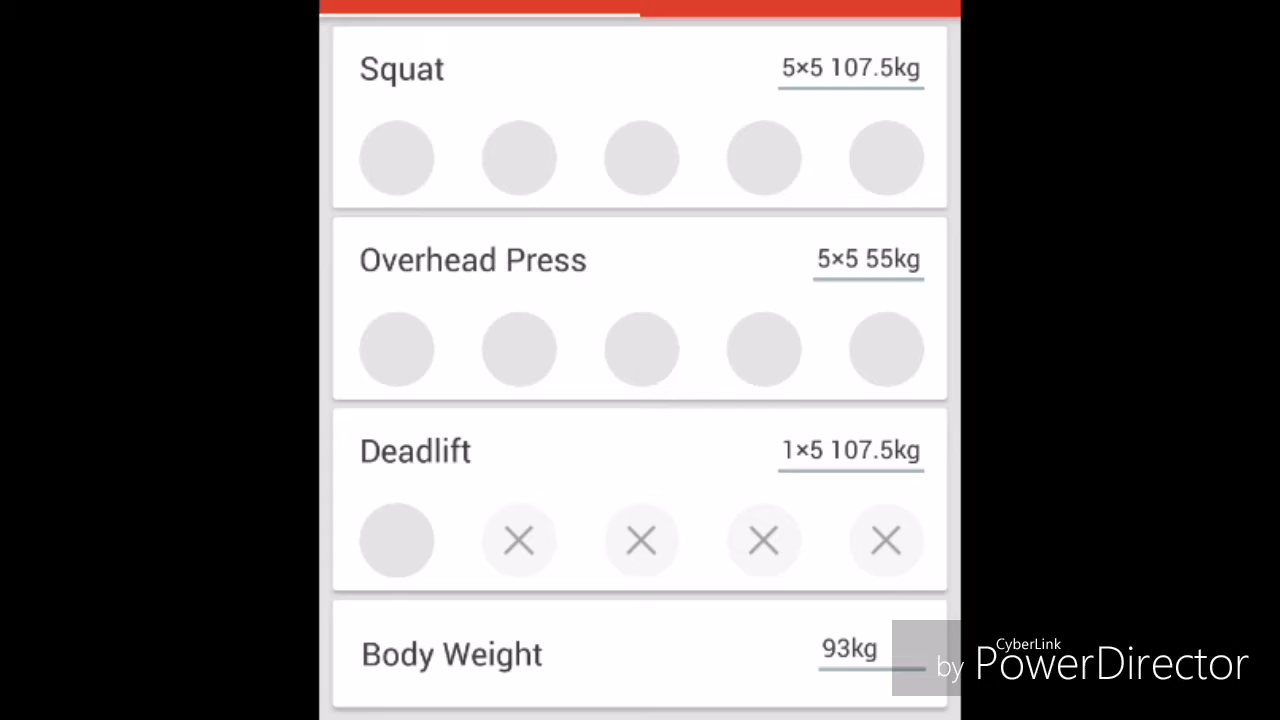 Squat
5×5 107.5kg
Overhead Press
5×5 55kg
Deadlift
1×5 107.5kg
Body Weight
93kg
by CyberLink PowerDirector